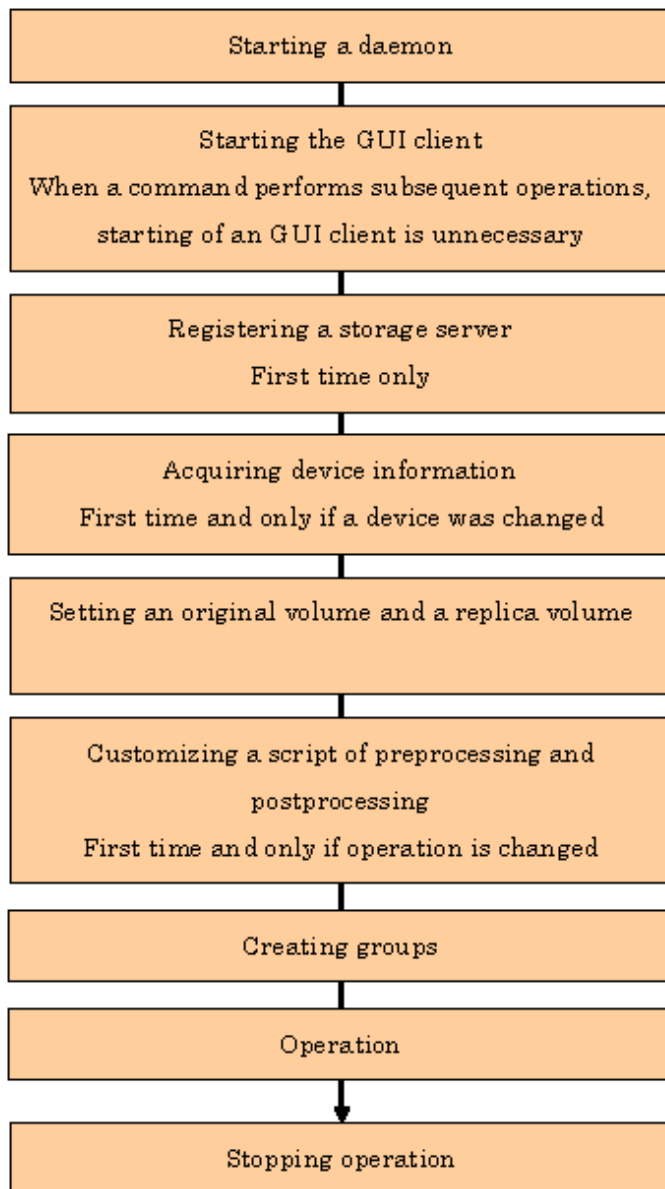 Starting a daemon
Starting the GUI client
When a command performs subsequent operations,
starting of an GUI client is unnecessary
Registering a storage server
First time only
Acquiring device information
First time and only if a device was changed
Setting an original volume and a replica volume
Customizing a script of preprocessing and
postprocessing
First time and only if operation is changed
Creating groups
Operation
Stopping operation